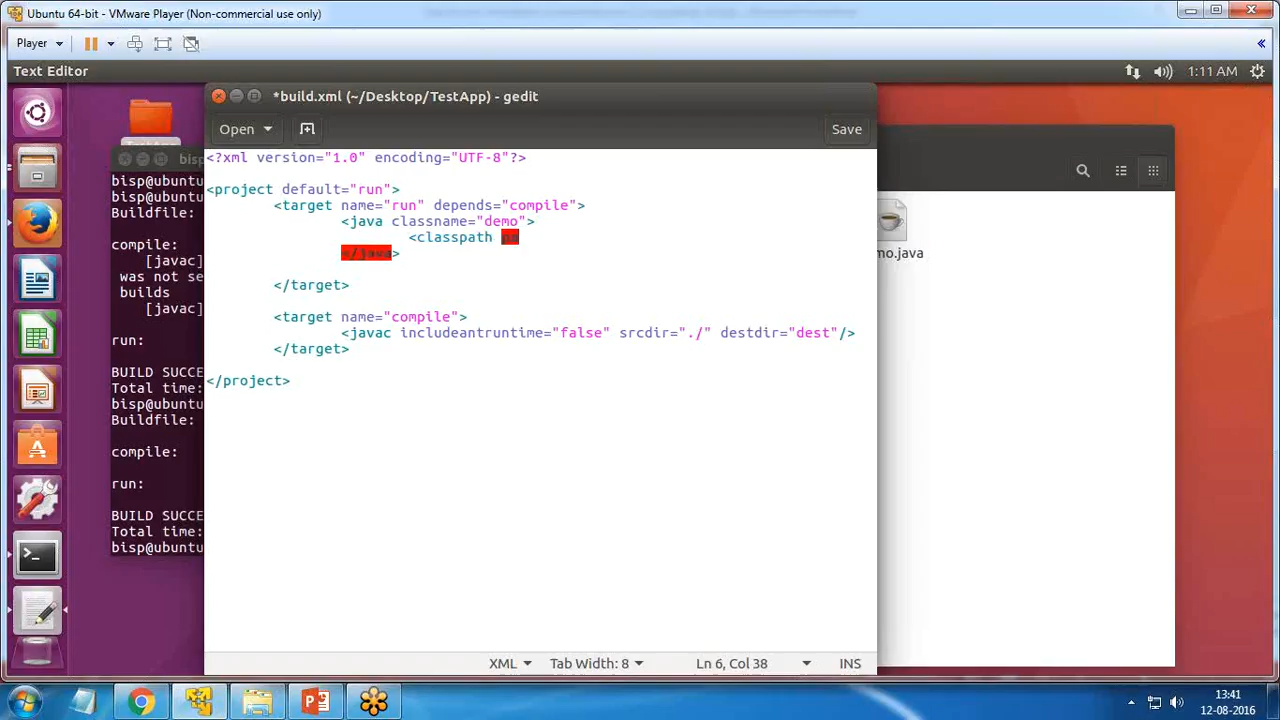 Ubuntu 64-bit - VMware Player (Non-commercial use only)
Player
Text Editor
1:11 AM
*build.xml (~/Desktop/TestApp) - gedit
Open
Save
bisp
bisp@ubuntu
bisp@ubuntu
Buildfile:
compile:
[javac]
was not se
builds
[javac]
run:
BUILD SUCCE
Total time:
bisp@ubuntu
Buildfile:
compile:
run:
BUILD SUCCE
Total time:
bisp@ubuntu
<?xml version="1.0" encoding="UTF-8"?>
<project default="run">
<target name="run" depends="compile">
<java classname="demo">
<classpath pa
</java>
</target>
<target name="compile">
<javac includeantruntime="false" srcdir="./" destdir="dest"/>
</target>
</project>
mo.java
XML
Tab Width: 8
Ln 6, Col 38
INS
13:41
12-08-2016